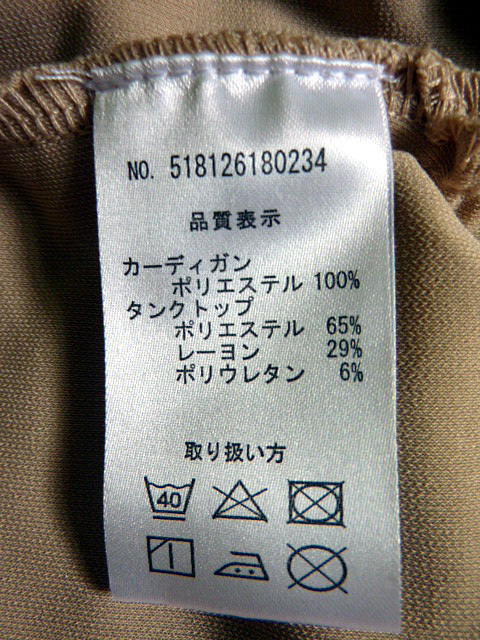 NO. 518126180234
品質表示
カーディガン
ポリエステル 100%
タンクトップ
ポリエステル 65%
レーヨン 29%
ポリウレタン 6%
取り扱い方
40